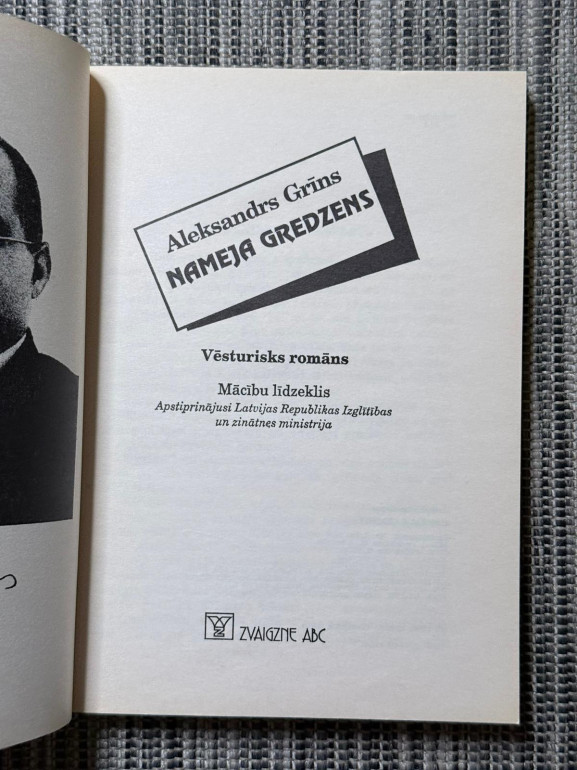 Aleksandrs Grīns
NAMEJA GREDZENS
Vēsturisks romāns
Mācību līdzeklis
Apstiprinājusi Latvijas Republikas Izglītības
un zinātnes ministrija
ZVAIGZNE ABC